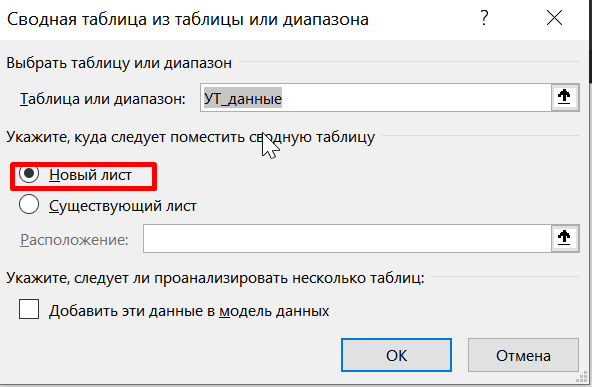 Сводная таблица из таблицы или диапазона ?
Выбрать таблицу или диапазон
Таблица или диапазон: УТ_данные
Укажите, куда следует поместить сводную таблицу
Новый лист
Существующий лист
Расположение:
Укажите, следует ли проанализировать несколько таблиц:
Добавить эти данные в модель данных
ОК Отмена